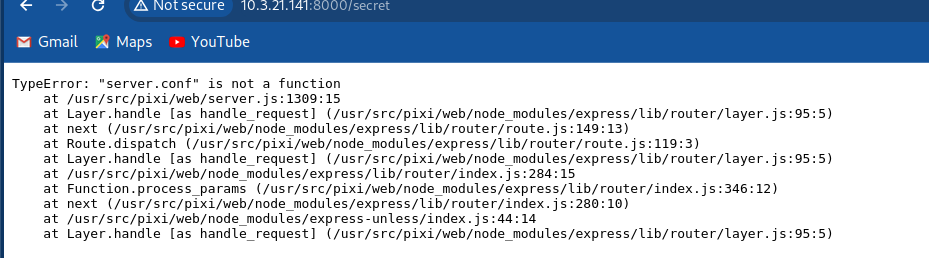 Not secure 10.3.21.141:8000/secret
Gmail Maps YouTube
TypeError: "server.conf" is not a function
    at /usr/src/pixi/web/server.js:1309:15
    at Layer.handle [as handle_request] (/usr/src/pixi/web/node_modules/express/lib/router/layer.js:95:5)
    at next (/usr/src/pixi/web/node_modules/express/lib/router/route.js:149:13)
    at Route.dispatch (/usr/src/pixi/web/node_modules/express/lib/router/route.js:119:3)
    at Layer.handle [as handle_request] (/usr/src/pixi/web/node_modules/express/lib/router/layer.js:95:5)
    at /usr/src/pixi/web/node_modules/express/lib/router/index.js:284:15
    at Function.process_params (/usr/src/pixi/web/node_modules/express/lib/router/index.js:346:12)
    at next (/usr/src/pixi/web/node_modules/express/lib/router/index.js:280:10)
    at /usr/src/pixi/web/node_modules/express-unless/index.js:44:14
    at Layer.handle [as handle_request] (/usr/src/pixi/web/node_modules/express/lib/router/layer.js:95:5)